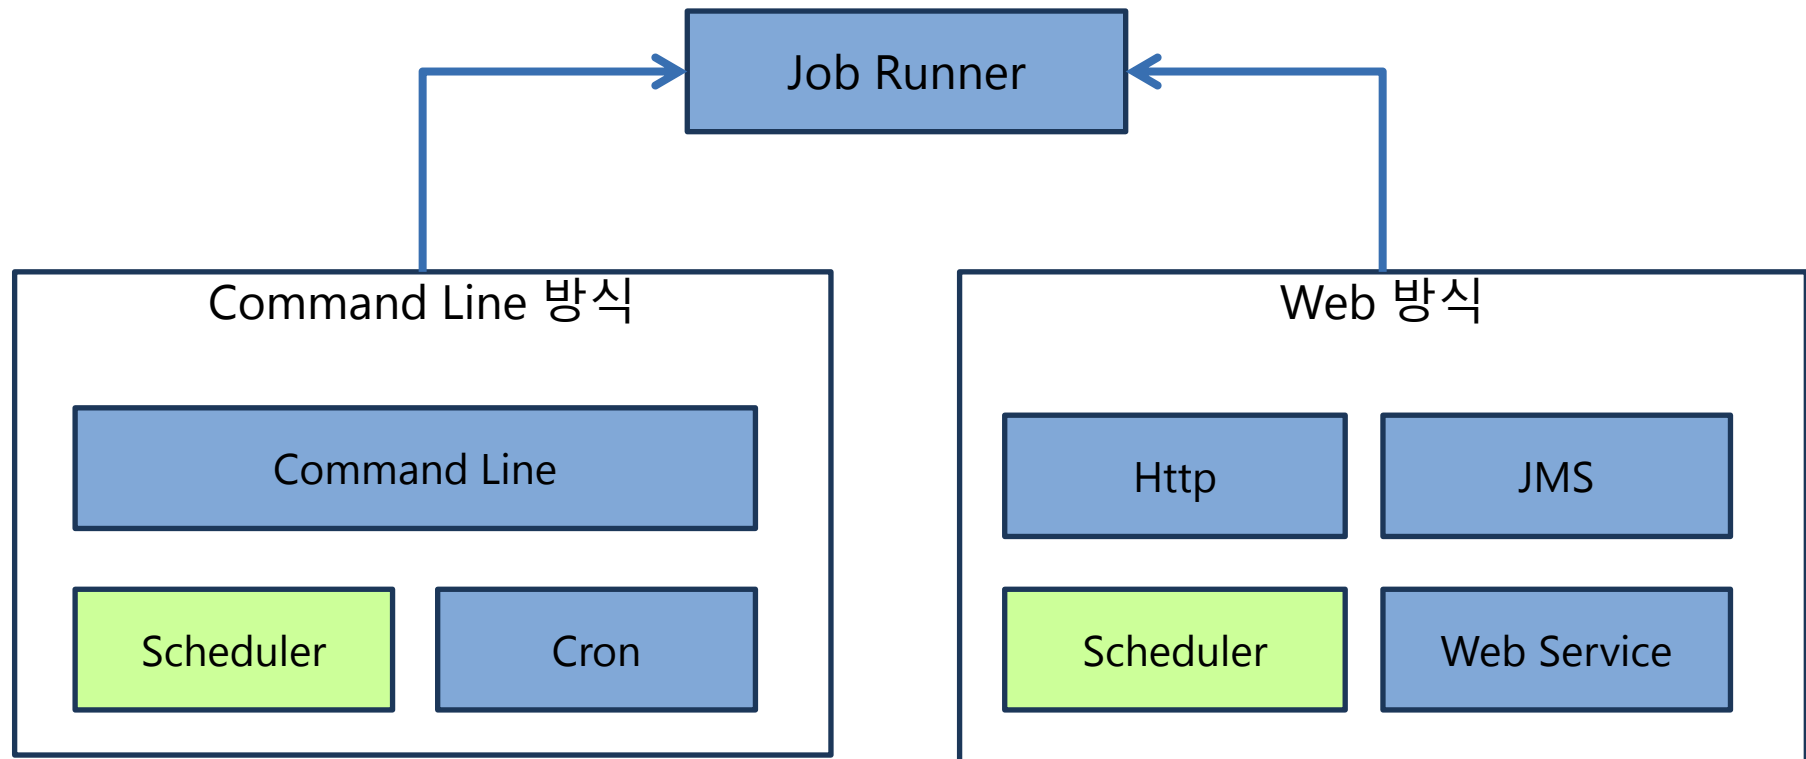 Job Runner
Command Line 방식
Command Line
Scheduler
Cron
Web 방식
Http
JMS
Scheduler
Web Service